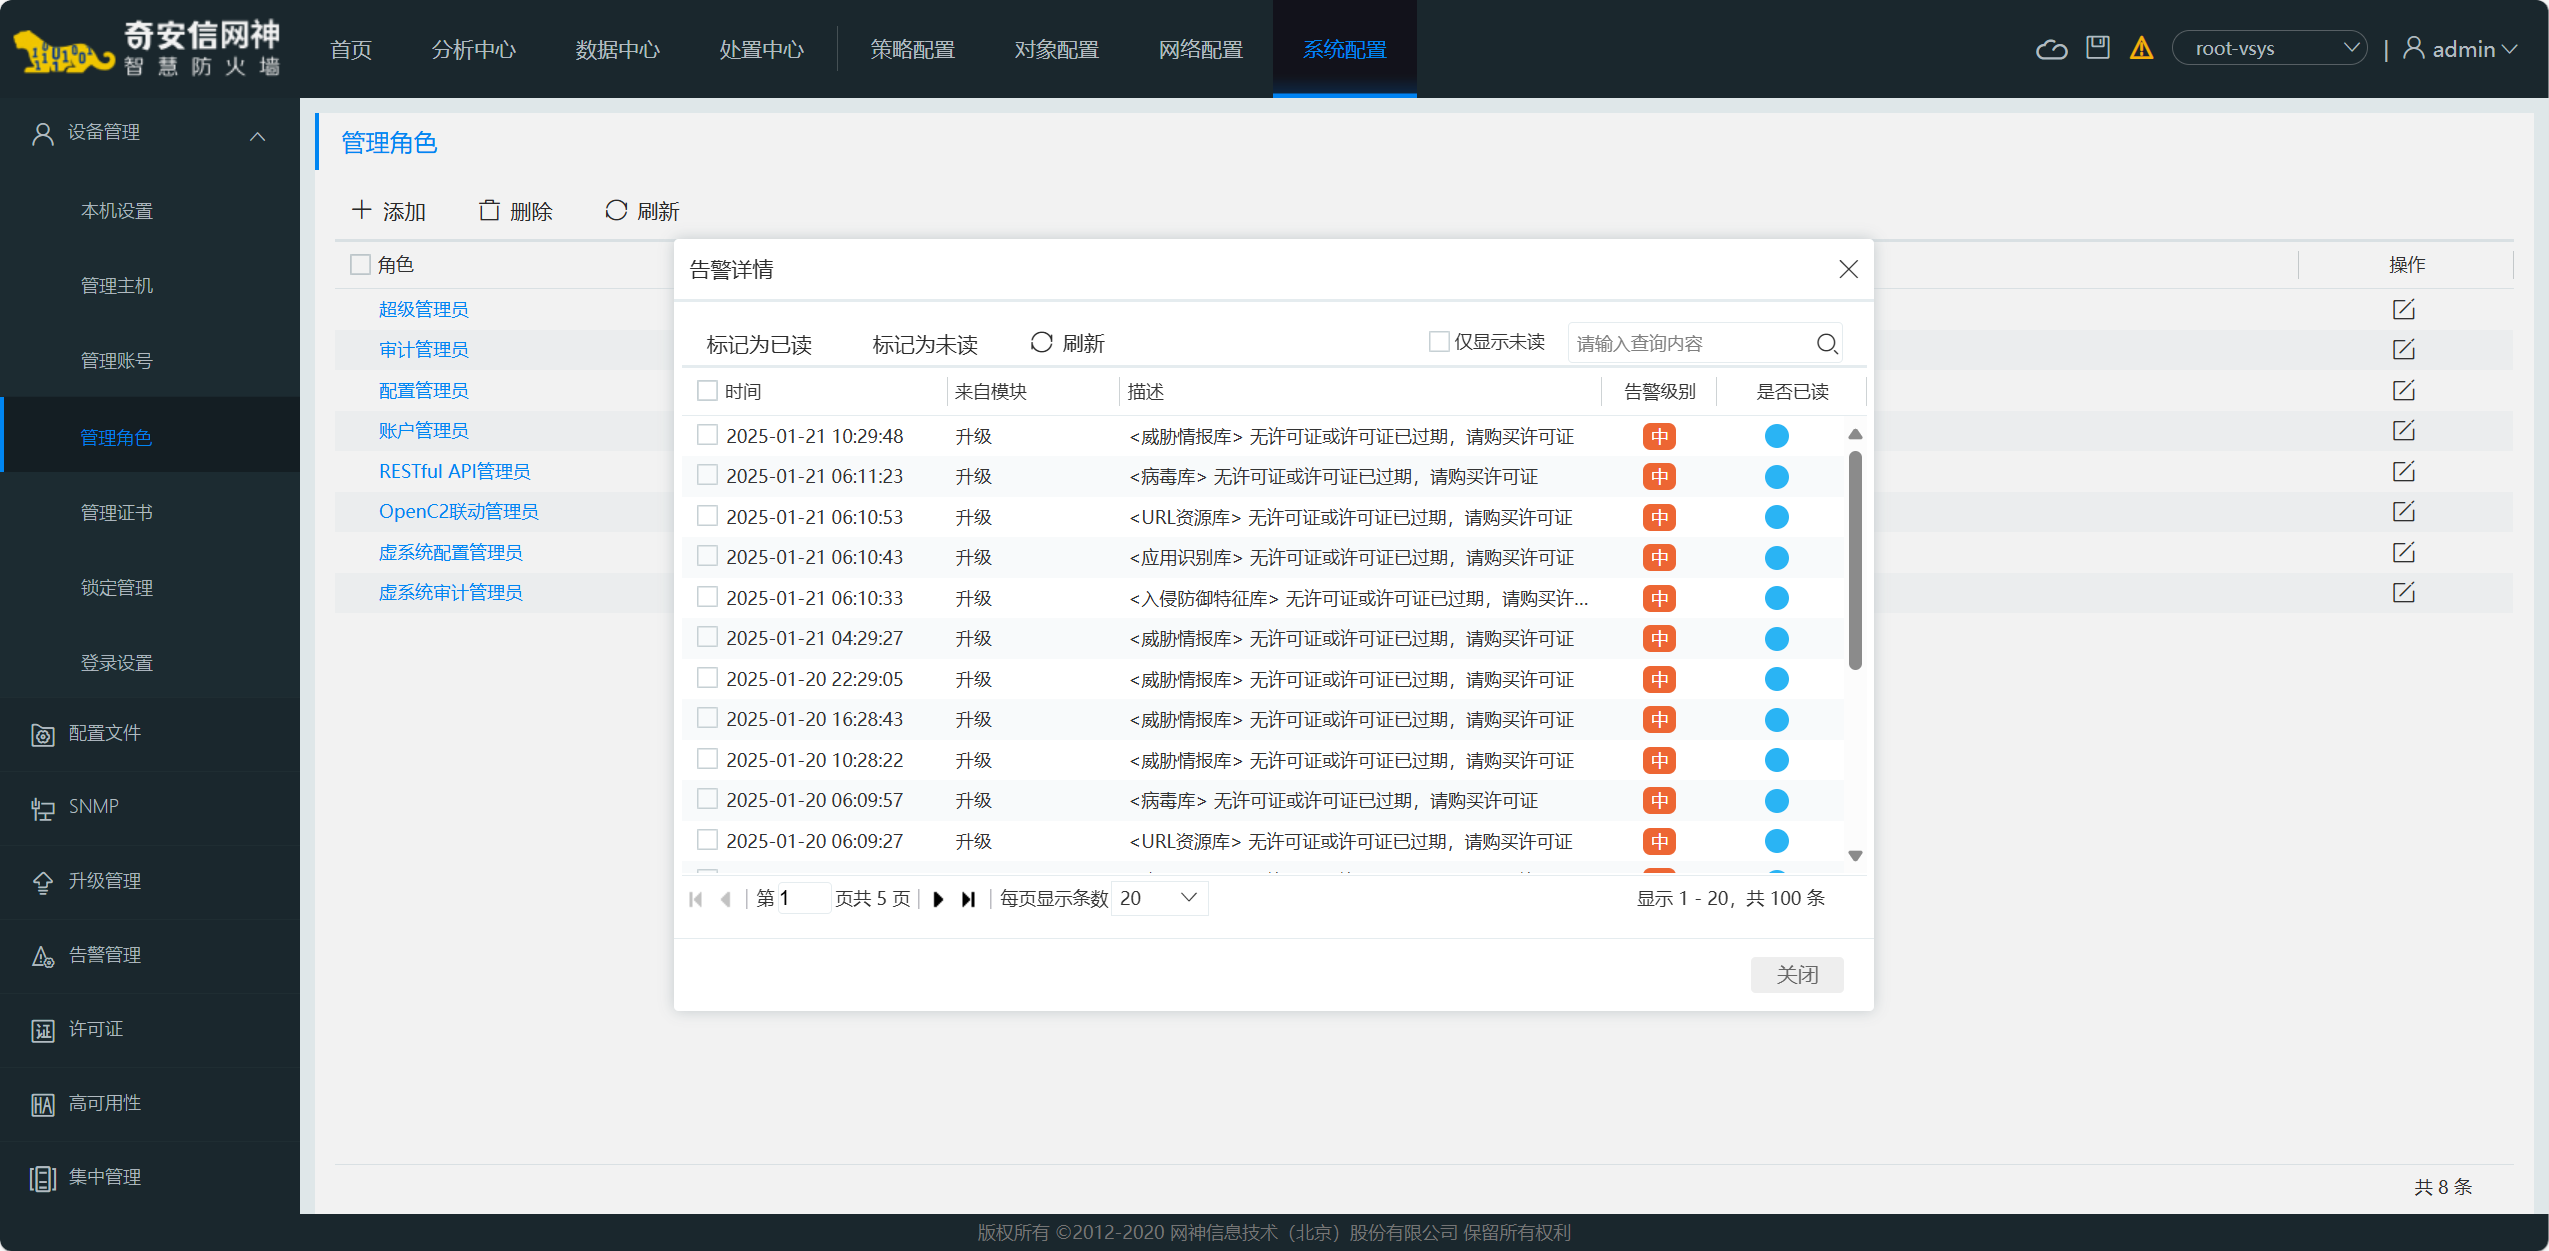 奇安信网神
智慧防火墙
首页 分析中心 数据中心 处置中心 策略配置 对象配置 网络配置 系统配置 root-vsys | admin
设备管理
本机设置
管理主机
管理账号
管理角色
管理证书
锁定管理
登录设置
配置文件
SNMP
升级管理
告警管理
许可证
高可用性
集中管理
管理角色
添加 删除 刷新
角色 操作
超级管理员
审计管理员
配置管理员
账户管理员
RESTful API管理员
OpenC2联动管理员
虚系统配置管理员
虚系统审计管理员
告警详情
标记为已读 标记为未读 刷新 仅显示未读 请输入查询内容
时间 来自模块 描述 告警级别 是否已读
2025-01-21 10:29:48 升级 <威胁情报库> 无许可证或许可证已过期，请购买许可证 中
2025-01-21 06:11:23 升级 <病毒库> 无许可证或许可证已过期，请购买许可证 中
2025-01-21 06:10:53 升级 <URL资源库> 无许可证或许可证已过期，请购买许可证 中
2025-01-21 06:10:43 升级 <应用识别库> 无许可证或许可证已过期，请购买许可证 中
2025-01-21 06:10:33 升级 <入侵防御特征库> 无许可证或许可证已过期，请购买许... 中
2025-01-21 04:29:27 升级 <威胁情报库> 无许可证或许可证已过期，请购买许可证 中
2025-01-20 22:29:05 升级 <威胁情报库> 无许可证或许可证已过期，请购买许可证 中
2025-01-20 16:28:43 升级 <威胁情报库> 无许可证或许可证已过期，请购买许可证 中
2025-01-20 10:28:22 升级 <威胁情报库> 无许可证或许可证已过期，请购买许可证 中
2025-01-20 06:09:57 升级 <病毒库> 无许可证或许可证已过期，请购买许可证 中
2025-01-20 06:09:27 升级 <URL资源库> 无许可证或许可证已过期，请购买许可证 中
第 1 页共 5 页 每页显示条数 20 显示 1 - 20，共 100 条
关闭
共 8 条
版权所有 ©2012-2020 网神信息技术（北京）股份有限公司 保留所有权利